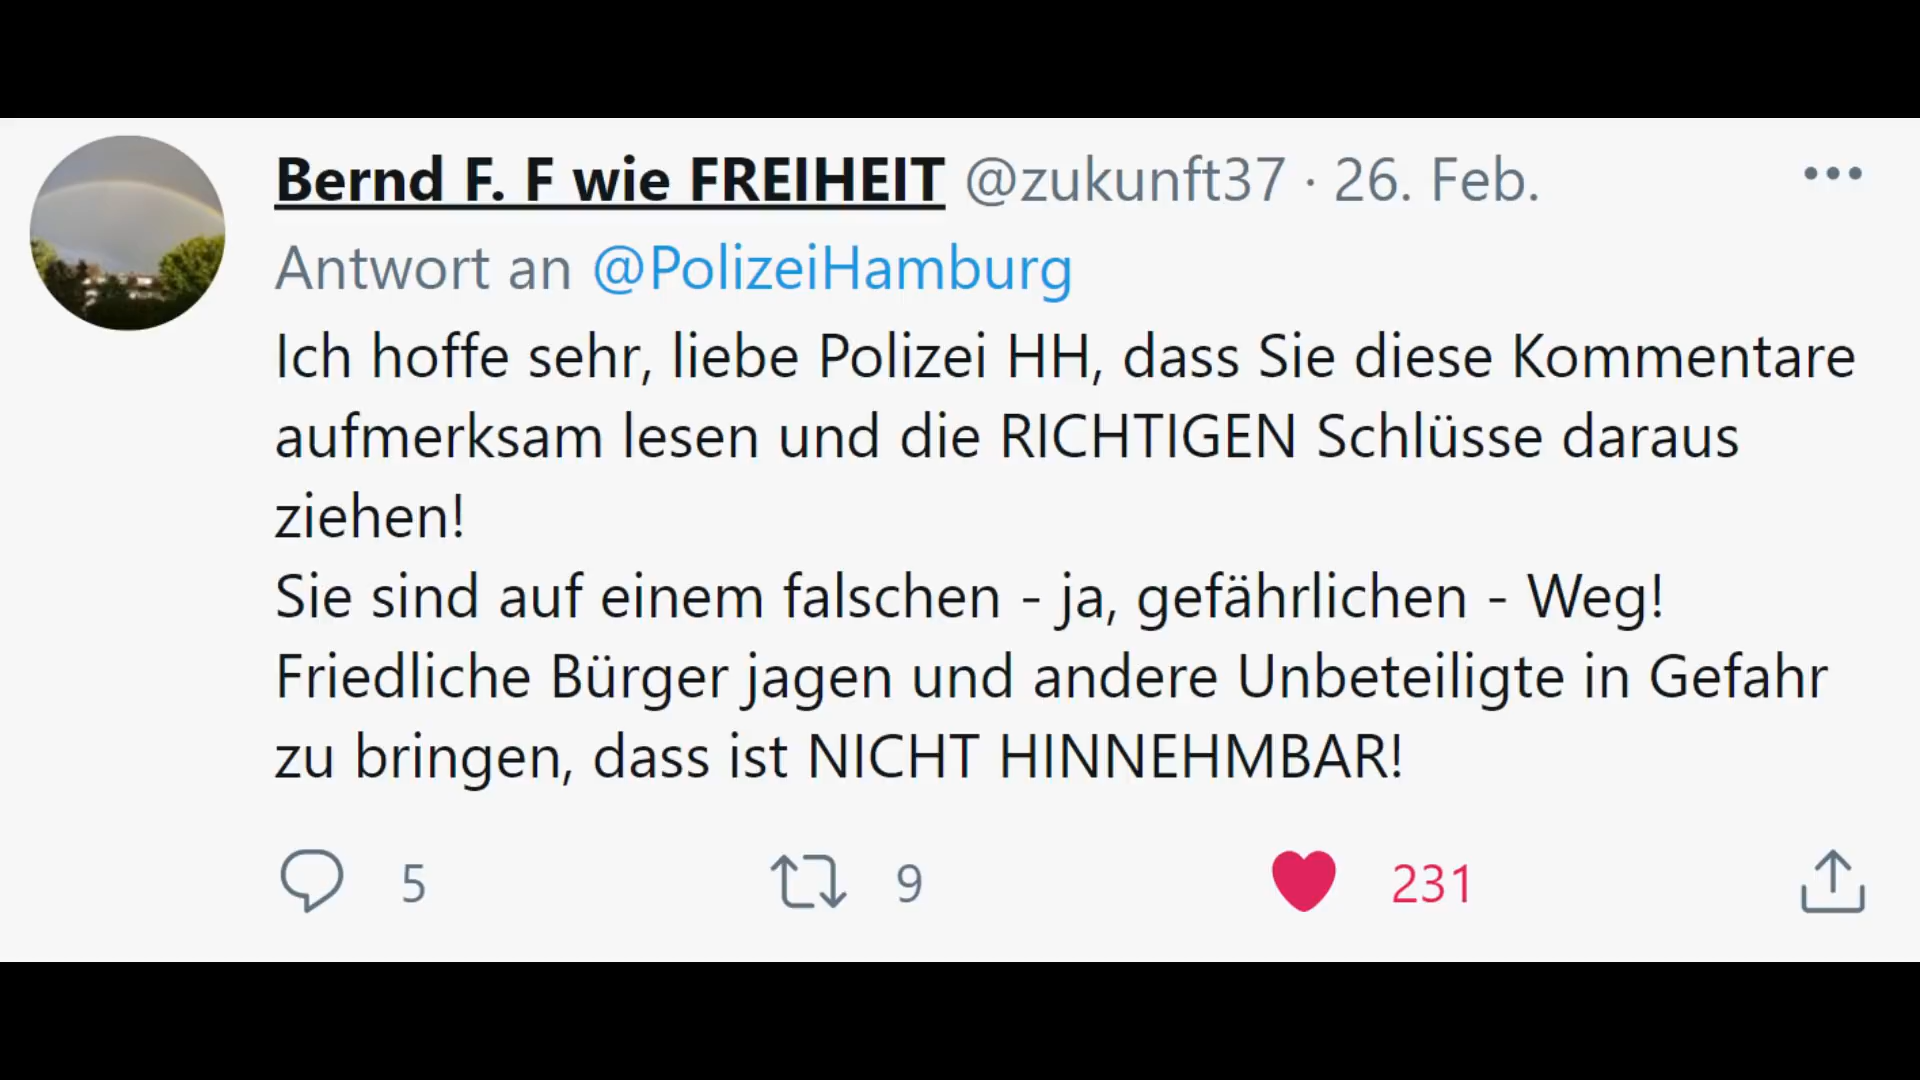 Bernd F. F wie FREIHEIT @zukunft37 · 26. Feb.
Antwort an @PolizeiHamburg
Ich hoffe sehr, liebe Polizei HH, dass Sie diese Kommentare
aufmerksam lesen und die RICHTIGEN Schlüsse daraus
ziehen!
Sie sind auf einem falschen - ja, gefährlichen - Weg!
Friedliche Bürger jagen und andere Unbeteiligte in Gefahr
zu bringen, dass ist NICHT HINNEHMBAR!
5 9 231